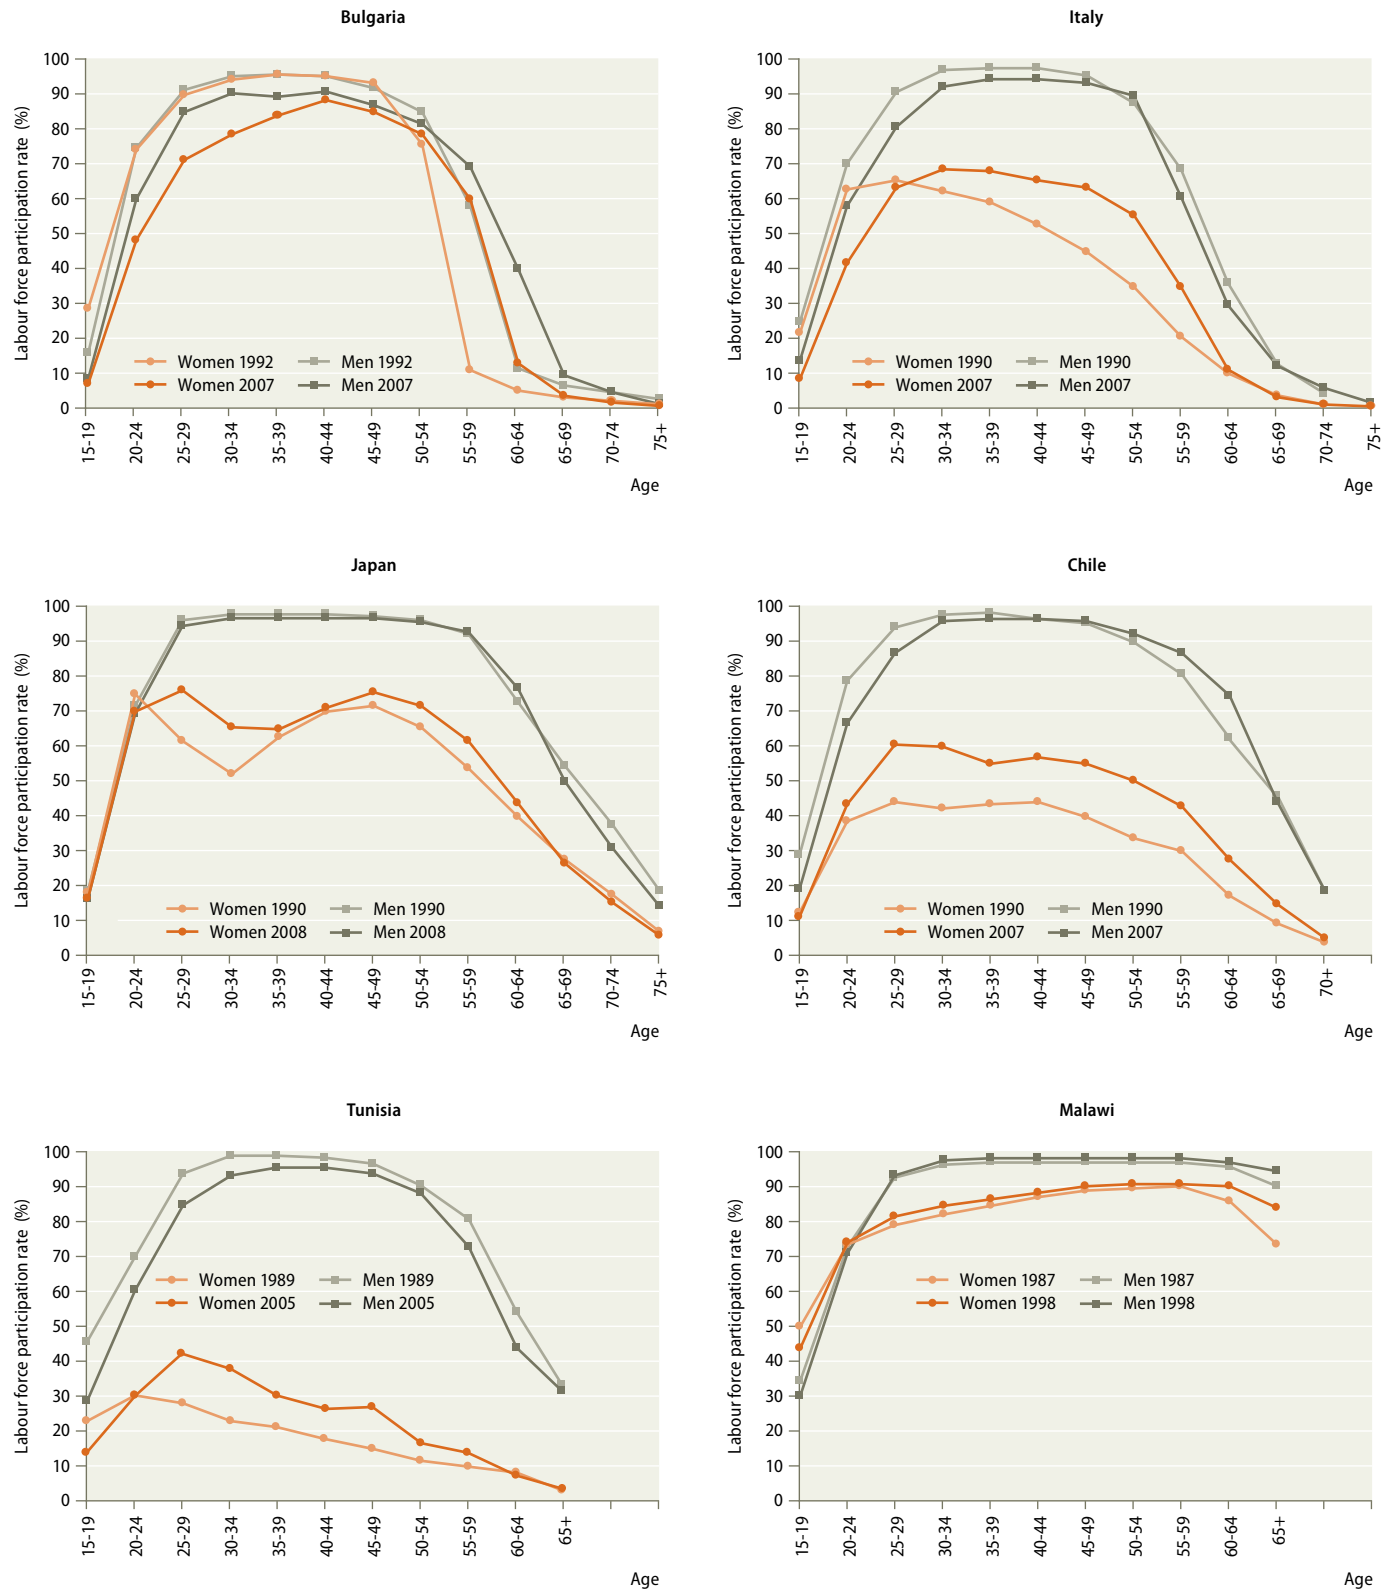 Bulgaria
Labour force participation rate (%)
100
90
80
70
60
50
40
30
20
10
0
Women 1992 Men 1992
Women 2007 Men 2007
15-19 20-24 25-29 30-34 35-39 40-44 45-49 50-54 55-59 60-64 65-69 70-74 75+
Age
Italy
Labour force participation rate (%)
100
90
80
70
60
50
40
30
20
10
0
Women 1990 Men 1990
Women 2007 Men 2007
15-19 20-24 25-29 30-34 35-39 40-44 45-49 50-54 55-59 60-64 65-69 70-74 75+
Age
Japan
Labour force participation rate (%)
100
90
80
70
60
50
40
30
20
10
0
Women 1990 Men 1990
Women 2008 Men 2008
15-19 20-24 25-29 30-34 35-39 40-44 45-49 50-54 55-59 60-64 65-69 70-74 75+
Age
Chile
Labour force participation rate (%)
100
90
80
70
60
50
40
30
20
10
0
Women 1990 Men 1990
Women 2007 Men 2007
15-19 20-24 25-29 30-34 35-39 40-44 45-49 50-54 55-59 60-64 65-69 70+
Age
Tunisia
Labour force participation rate (%)
100
90
80
70
60
50
40
30
20
10
0
Women 1989 Men 1989
Women 2005 Men 2005
15-19 20-24 25-29 30-34 35-39 40-44 45-49 50-54 55-59 60-64 65+
Age
Malawi
Labour force participation rate (%)
100
90
80
70
60
50
40
30
20
10
0
Women 1987 Men 1987
Women 1998 Men 1998
15-19 20-24 25-29 30-34 35-39 40-44 45-49 50-54 55-59 60-64 65+
Age